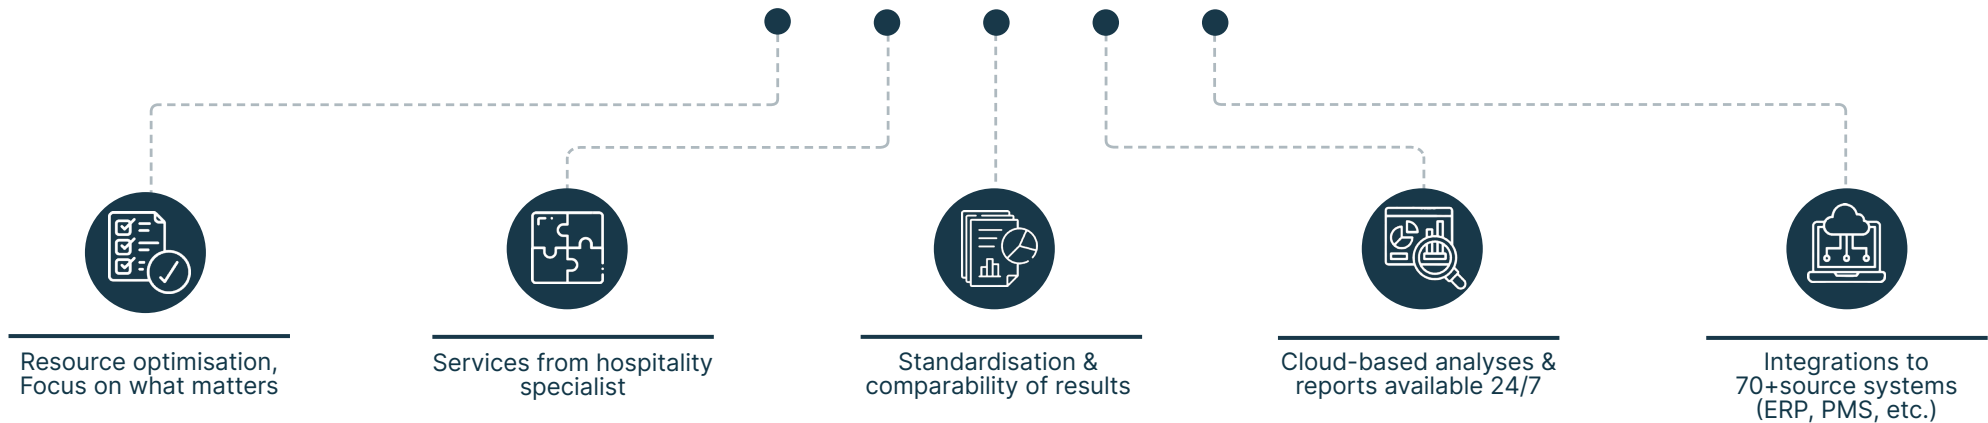 Resource optimisation,
Focus on what matters
Services from hospitality
specialist
Standardisation &
comparability of results
Cloud-based analyses &
reports available 24/7
Integrations to
70+source systems
(ERP, PMS, etc.)